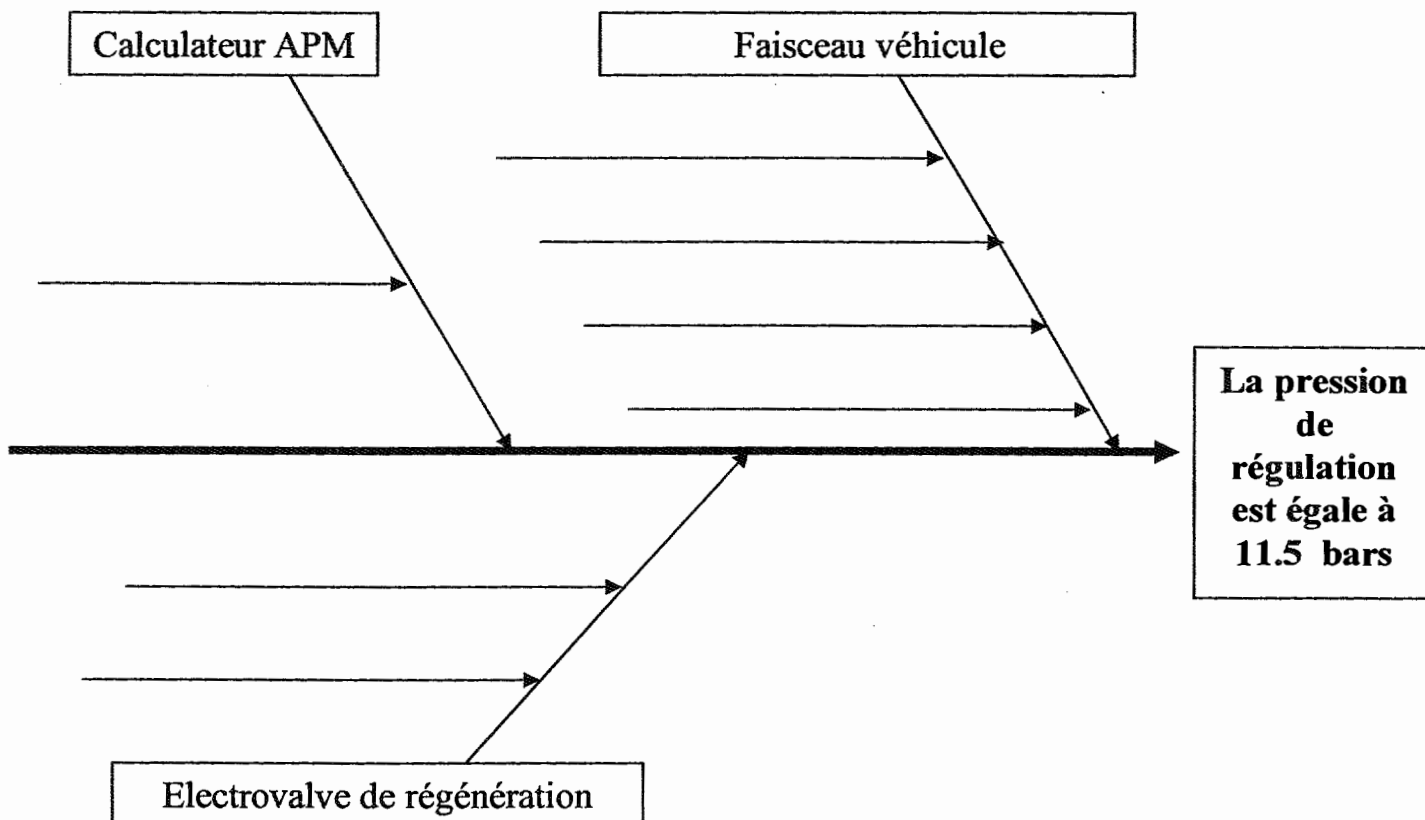 Calculateur APM
Faisceau véhicule
La pression
de
régulation
est égale à
11.5 bars
Electrovalve de régénération